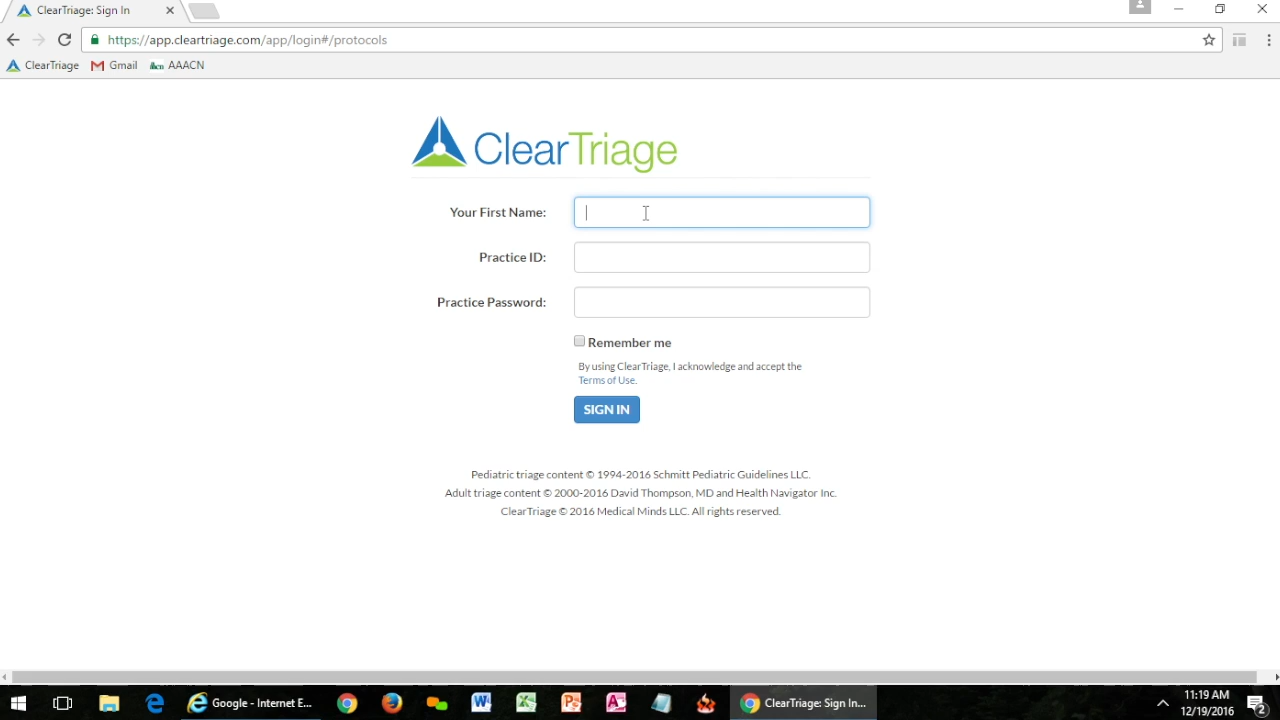 ClearTriage: Sign In
https://app.cleartriage.com/app/login#/protocols
ClearTriage Gmail AAACN
ClearTriage
Your First Name:
Practice ID:
Practice Password:
Remember me
By using ClearTriage, I acknowledge and accept the
Terms of Use.
SIGN IN
Pediatric triage content © 1994-2016 Schmitt Pediatric Guidelines LLC.
Adult triage content © 2000-2016 David Thompson, MD and Health Navigator Inc.
ClearTriage © 2016 Medical Minds LLC. All rights reserved.
Google - Internet E... ClearTriage: Sign In... 11:19 AM
12/19/2016 2